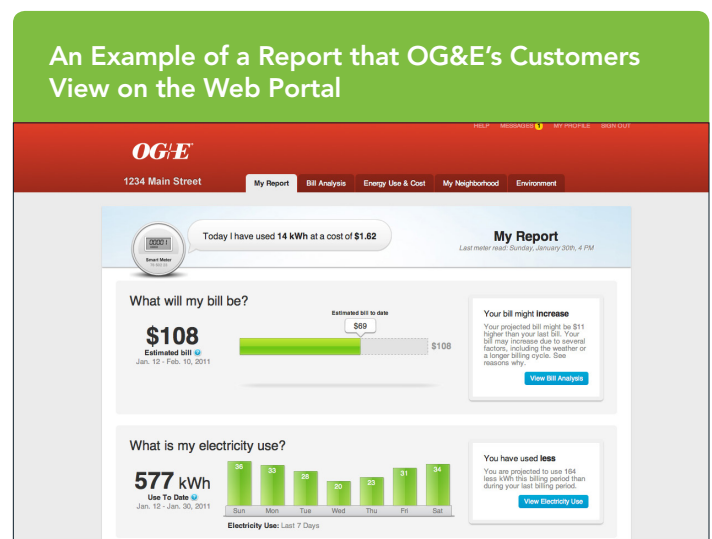 An Example of a Report that OG&E's Customers
View on the Web Portal
HELP MESSAGES 1 MY PROFILE SIGN OUT
OG&E
1234 Main Street
My Report Bill Analysis Energy Use & Cost My Neighborhood Environment
Today I have used 14 kWh at a cost of $1.62
00001
Smart Meter
My Report
Last meter read: Sunday, January 30th, 4 PM
What will my bill be?
$108
Estimated bill
Jan. 12 - Feb. 10, 2011
Estimated bill to date
$69
$108
Your bill might increase
Your projected bill might be $11
higher than your last bill. Your
bill may increase due to several
factors, including the weather or
a longer billing cycle. See
reasons why.
View Bill Analysis
What is my electricity use?
577 kWh
Use To Date
Jan. 12 - Jan. 30, 2011
36 33 28 20 23 31 34
Sun Mon Tue Wed Thu Fri Sat
Electricity Use: Last 7 Days
You have used less
You are projected to use 164
less kWh this billing period than
during your last billing period.
View Electricity Use